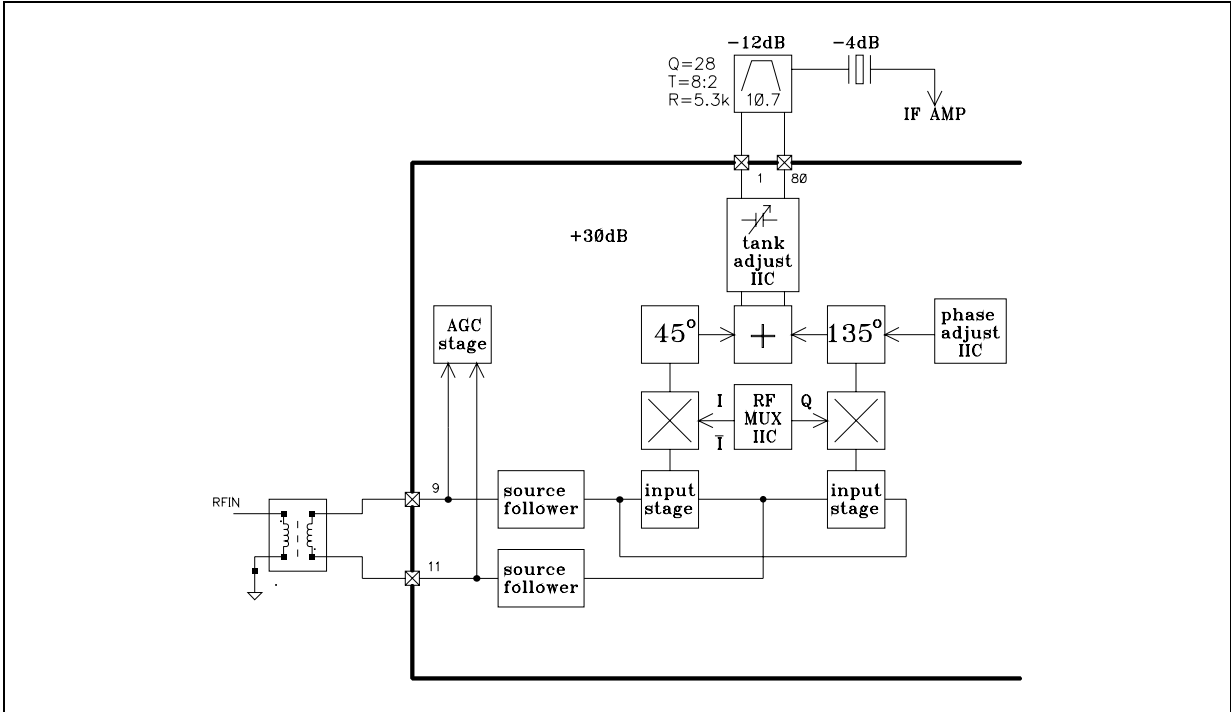 -12dB
-4dB
Q=28
T=8:2
R=5.3k
10.7
IF AMP
1
80
+30dB
tank
adjust
IIC
AGC
stage
45°
+
135°
phase
adjust
IIC
I
RF
MUX
IIC
Q
Ī
9
RFIN
source
follower
input
stage
input
stage
11
source
follower